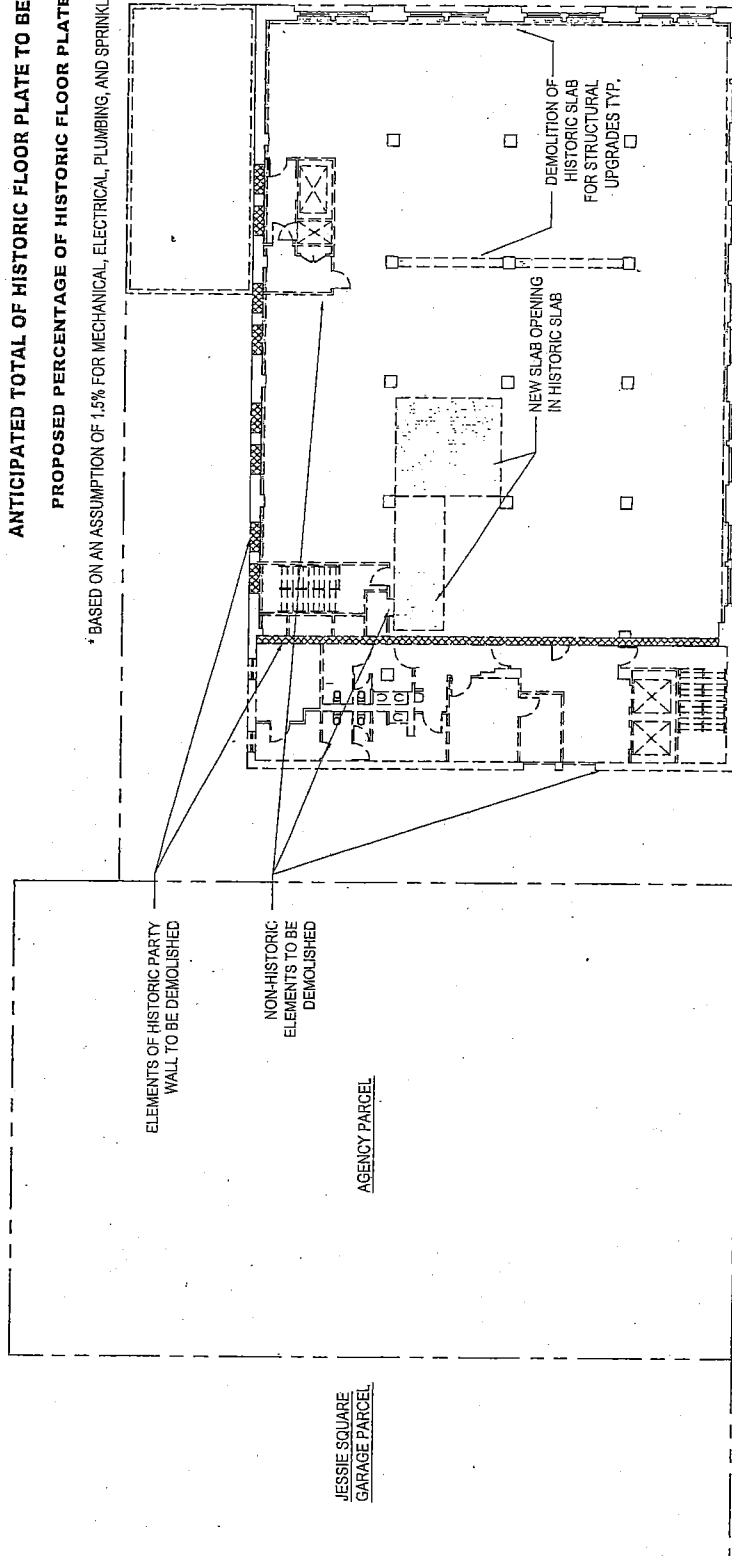 ANTICIPATED TOTAL OF HISTORIC FLOOR PLATE TO BE
PROPOSED PERCENTAGE OF HISTORIC FLOOR PLATE
* BASED ON AN ASSUMPTION OF 1.5% FOR MECHANICAL, ELECTRICAL, PLUMBING, AND SPRINKL
DEMOLITION OF
HISTORIC SLAB
FOR STRUCTURAL
UPGRADES TYP.
NEW SLAB OPENING
IN HISTORIC SLAB
ELEMENTS OF HISTORIC PARTY
WALL TO BE DEMOLISHED
NON-HISTORIC
ELEMENTS TO BE
DEMOLISHED
AGENCY PARCEL
JESSIE SQUARE
GARAGE PARCEL